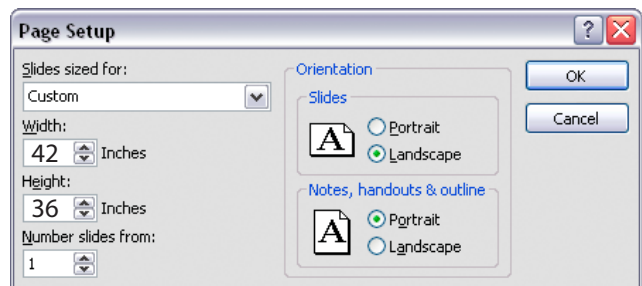 Page Setup
Slides sized for:
Custom
Width:
42 Inches
Height:
36 Inches
Number slides from:
1
Orientation
Slides
A
Portrait
Landscape
Notes, handouts & outline
A
Portrait
Landscape
OK
Cancel